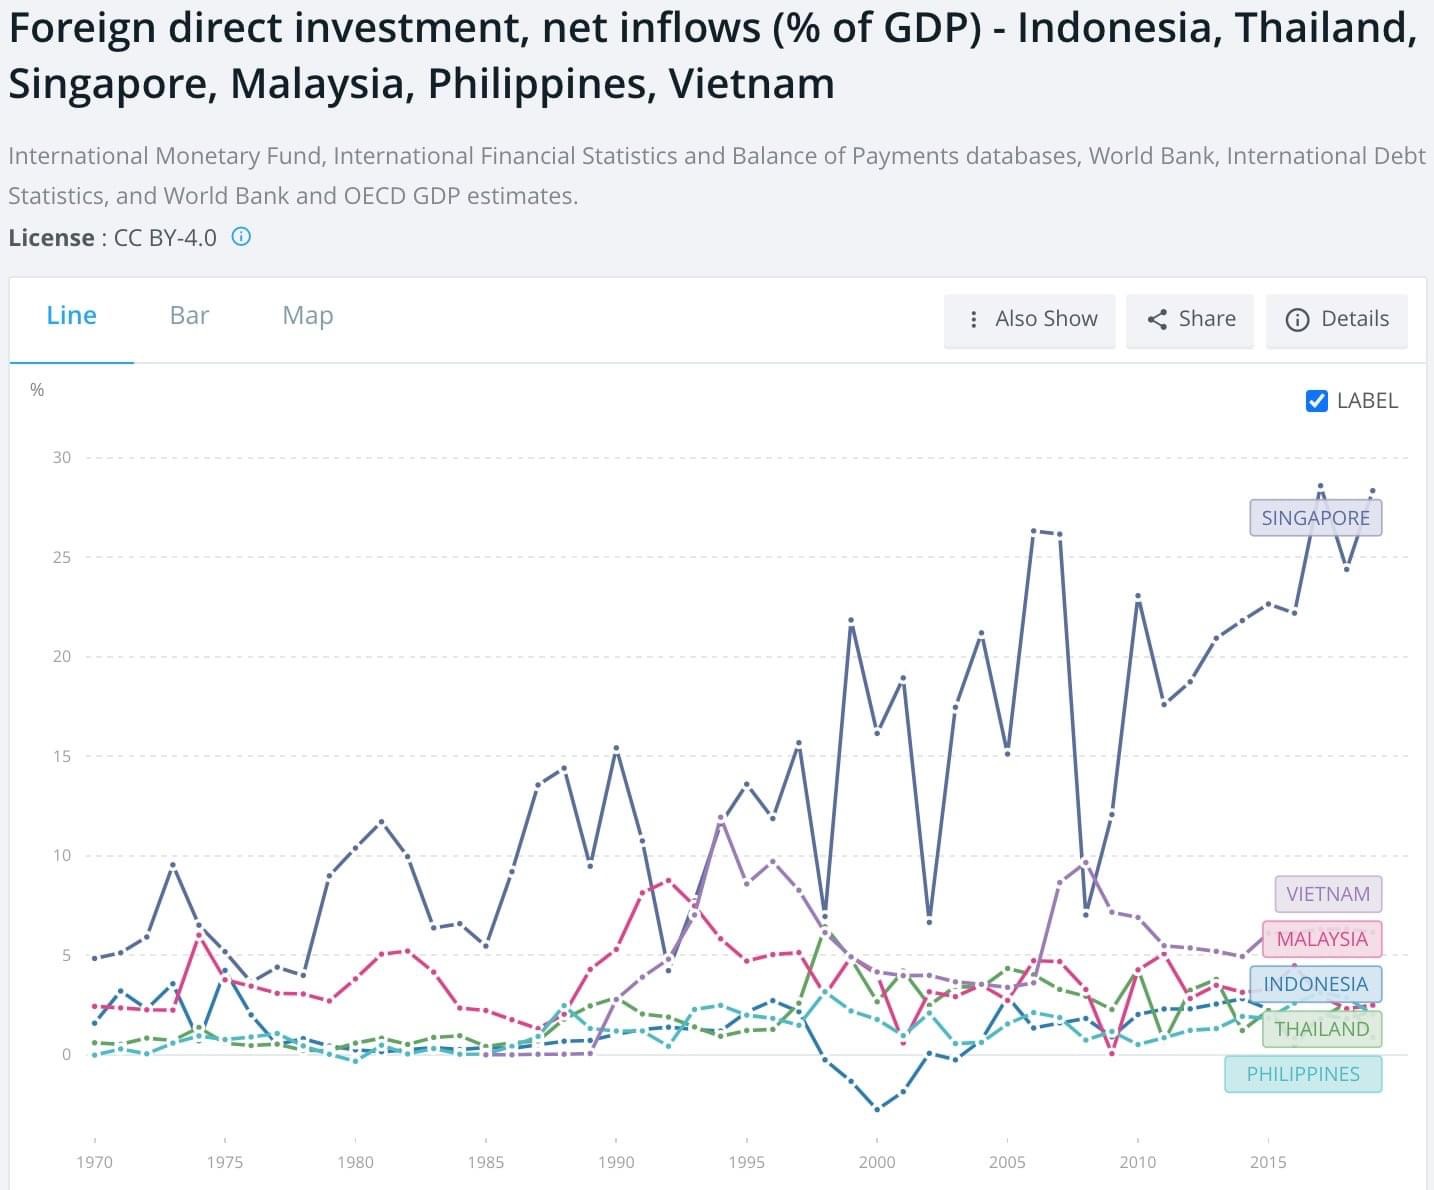 Foreign direct investment, net inflows (% of GDP) - Indonesia, Thailand,
Singapore, Malaysia, Philippines, Vietnam
International Monetary Fund, International Financial Statistics and Balance of Payments databases, World Bank, International Debt
Statistics, and World Bank and OECD GDP estimates.
License : CC BY-4.0
Line Bar Map Also Show Share Details
%
LABEL
30
SINGAPORE
25
20
15
10
VIETNAM
MALAYSIA
5
INDONESIA
THAILAND
0
PHILIPPINES
1970 1975 1980 1985 1990 1995 2000 2005 2010 2015